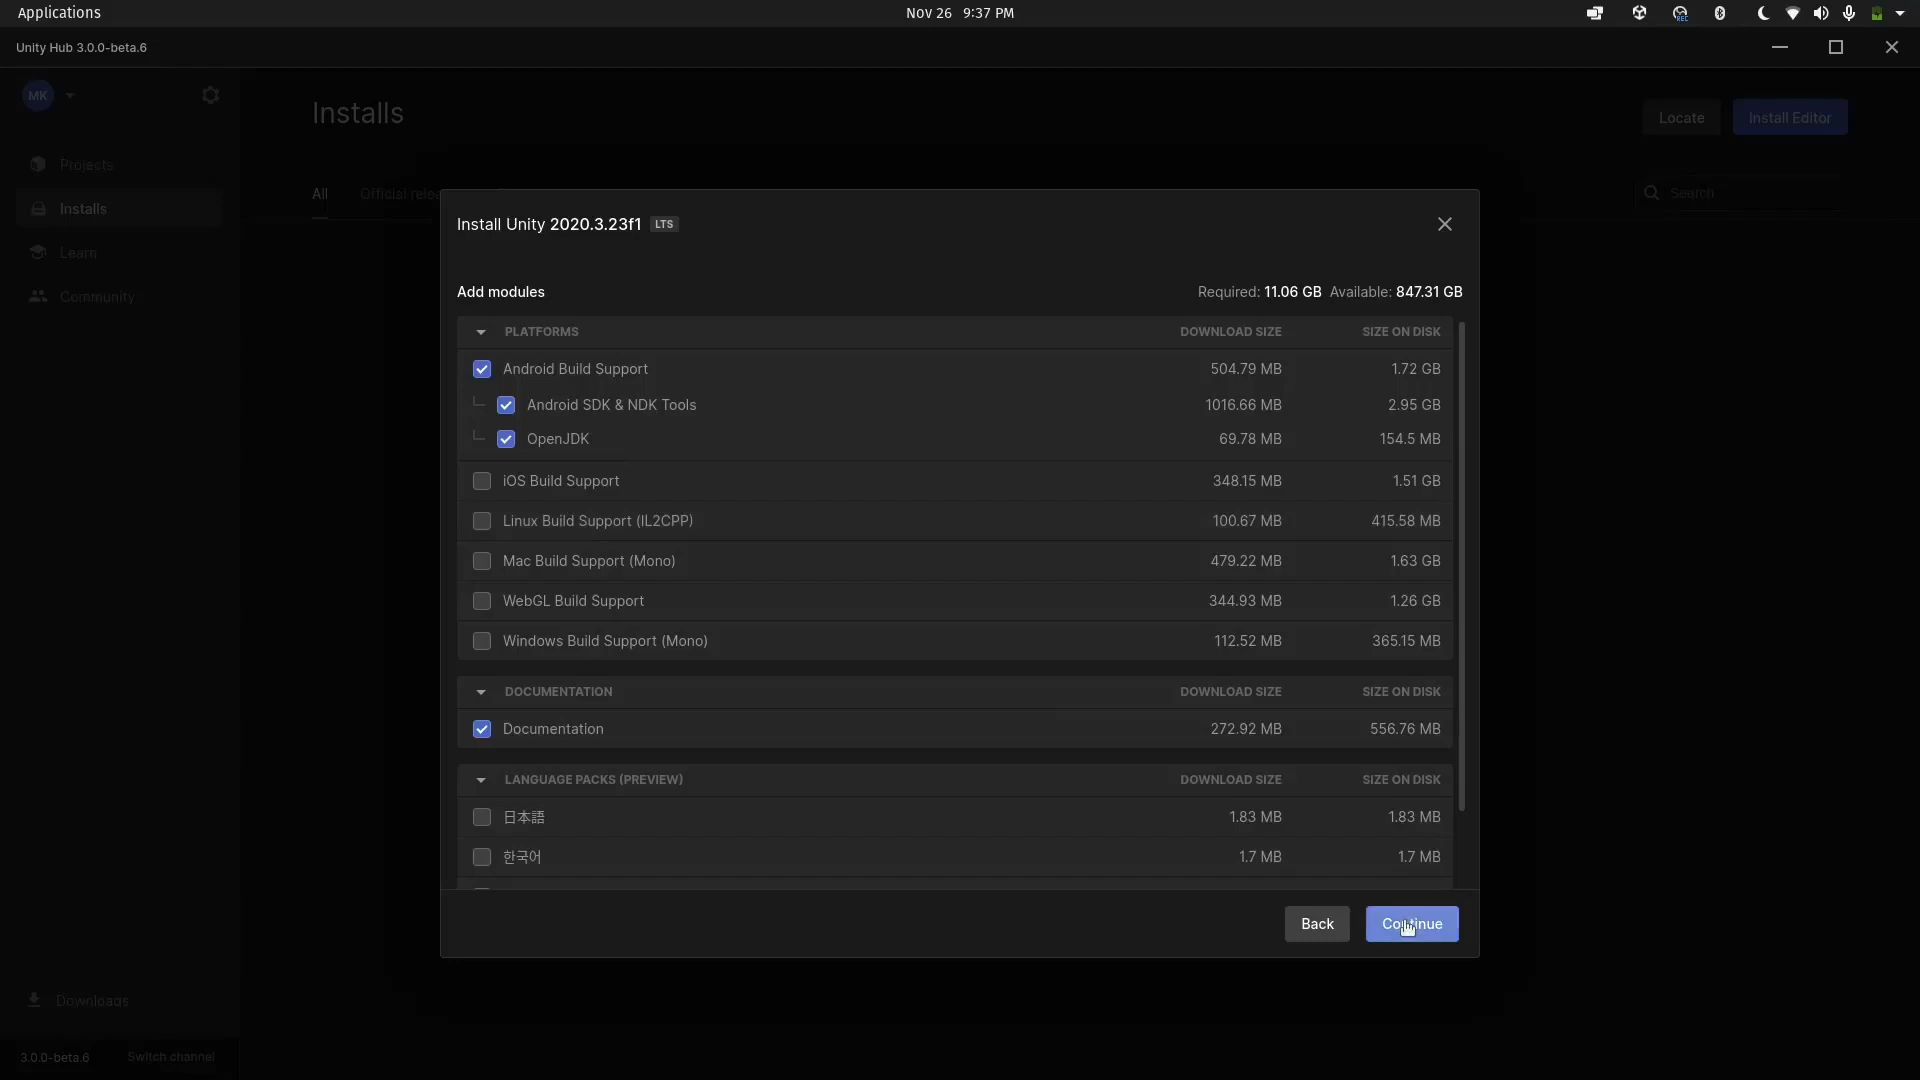 Applications
Nov 26 9:37 PM
REC
Unity Hub 3.0.0-beta.6
MK
Installs
Locate
Install Editor
Projects
Installs
Learn
Community
All
Official rele
Search
Install Unity 2020.3.23f1 LTS
Add modules
Required: 11.06 GB Available: 847.31 GB
PLATFORMS DOWNLOAD SIZE SIZE ON DISK
Android Build Support 504.79 MB 1.72 GB
Android SDK & NDK Tools 1016.66 MB 2.95 GB
OpenJDK 69.78 MB 154.5 MB
iOS Build Support 348.15 MB 1.51 GB
Linux Build Support (IL2CPP) 100.67 MB 415.58 MB
Mac Build Support (Mono) 479.22 MB 1.63 GB
WebGL Build Support 344.93 MB 1.26 GB
Windows Build Support (Mono) 112.52 MB 365.15 MB
DOCUMENTATION DOWNLOAD SIZE SIZE ON DISK
Documentation 272.92 MB 556.76 MB
LANGUAGE PACKS (PREVIEW) DOWNLOAD SIZE SIZE ON DISK
日本語 1.83 MB 1.83 MB
한국어 1.7 MB 1.7 MB
Back
Continue
Downloads
3.0.0-beta.6 Switch channel